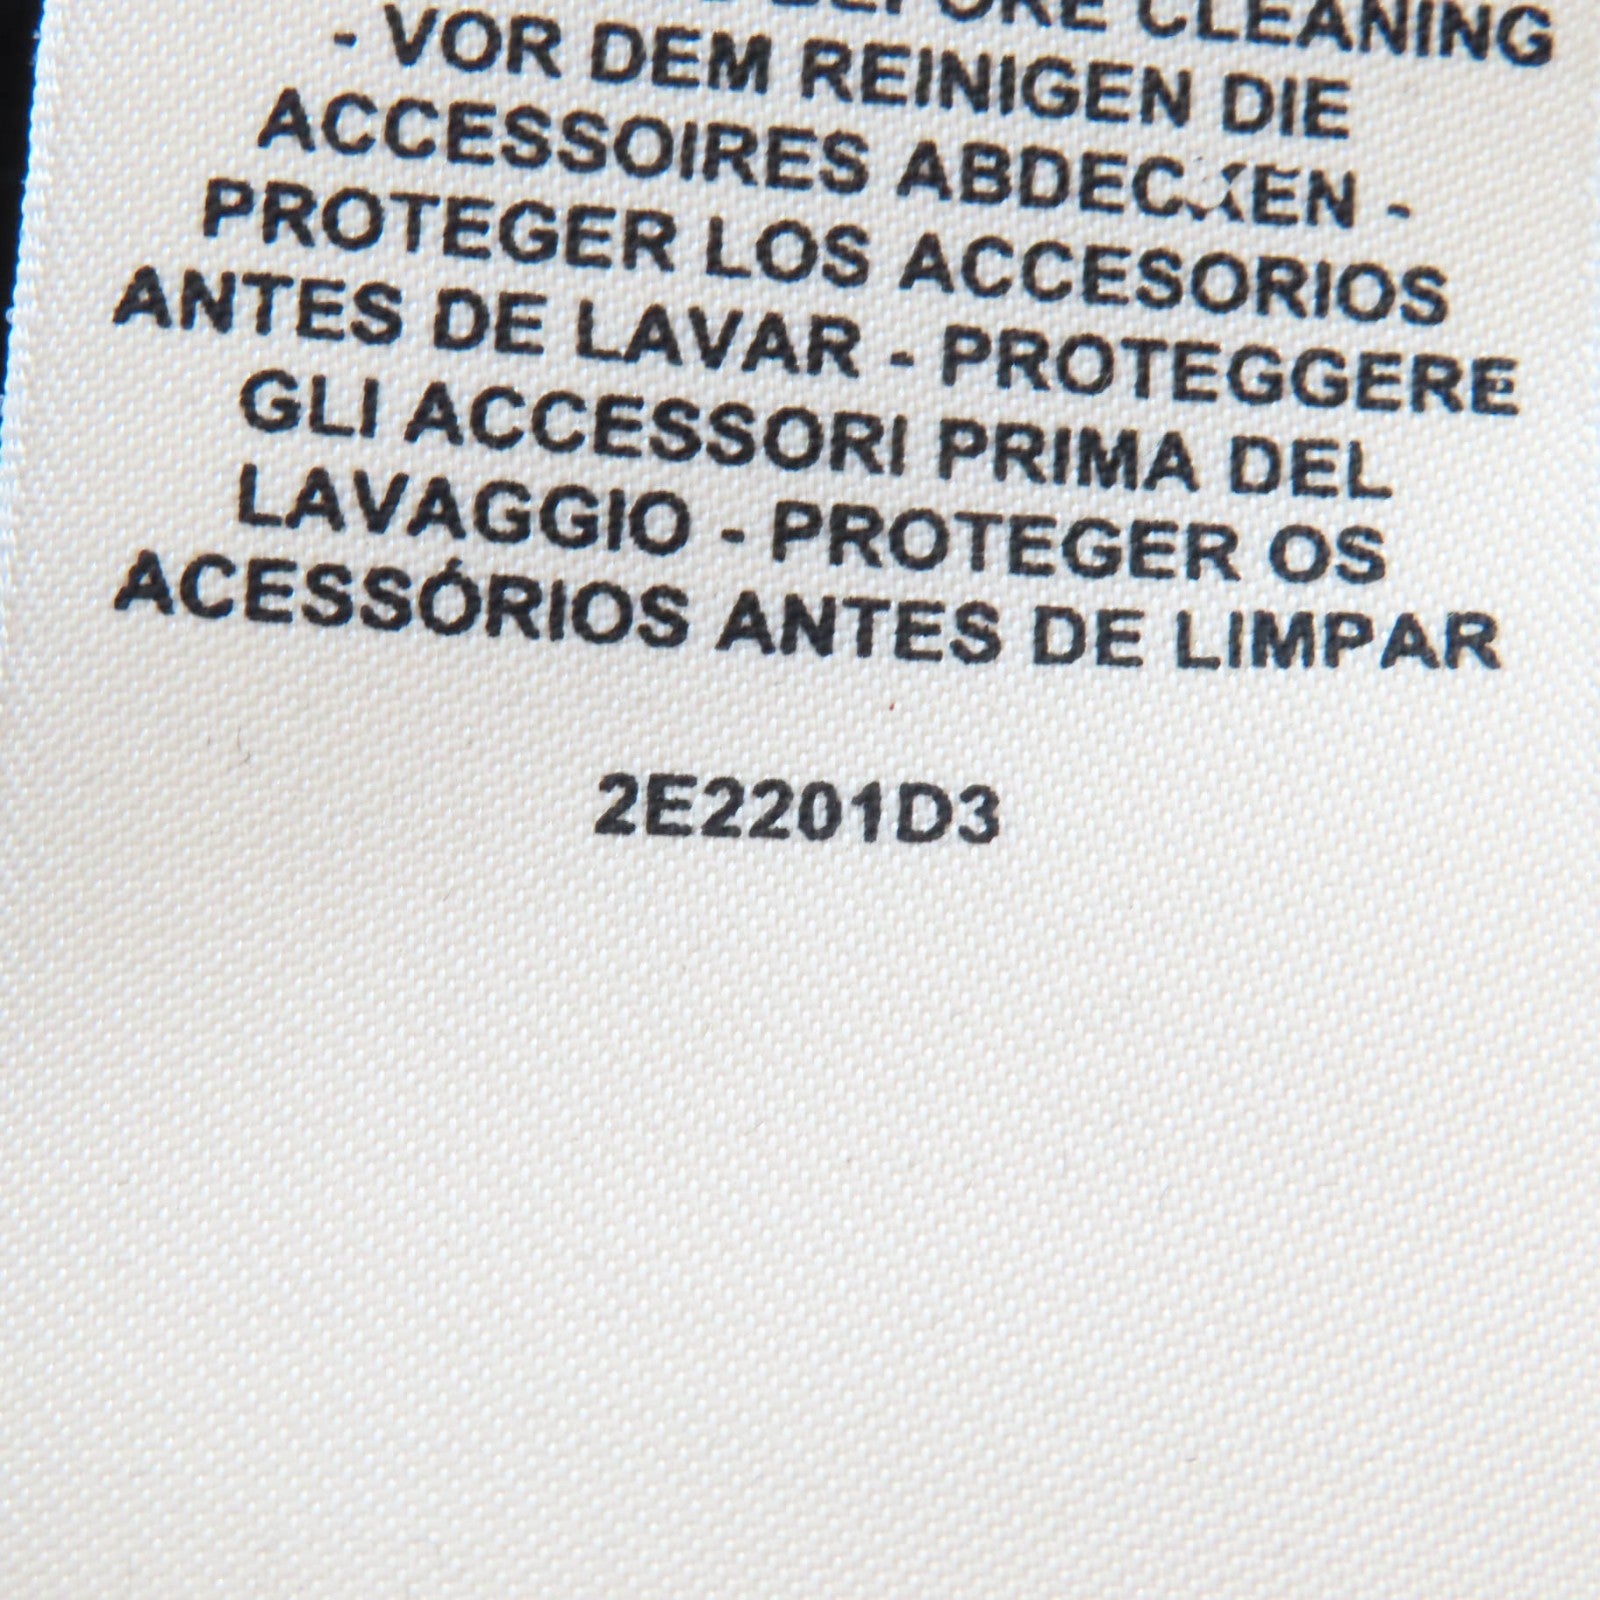 BEFORE CLEANING
- VOR DEM REINIGEN DIE
ACCESSOIRES ABDECKEN -
PROTEGER LOS ACCESORIOS
ANTES DE LAVAR - PROTEGGERE
GLI ACCESSORI PRIMA DEL
LAVAGGIO - PROTEGER OS
ACESSÓRIOS ANTES DE LIMPAR
2E2201D3